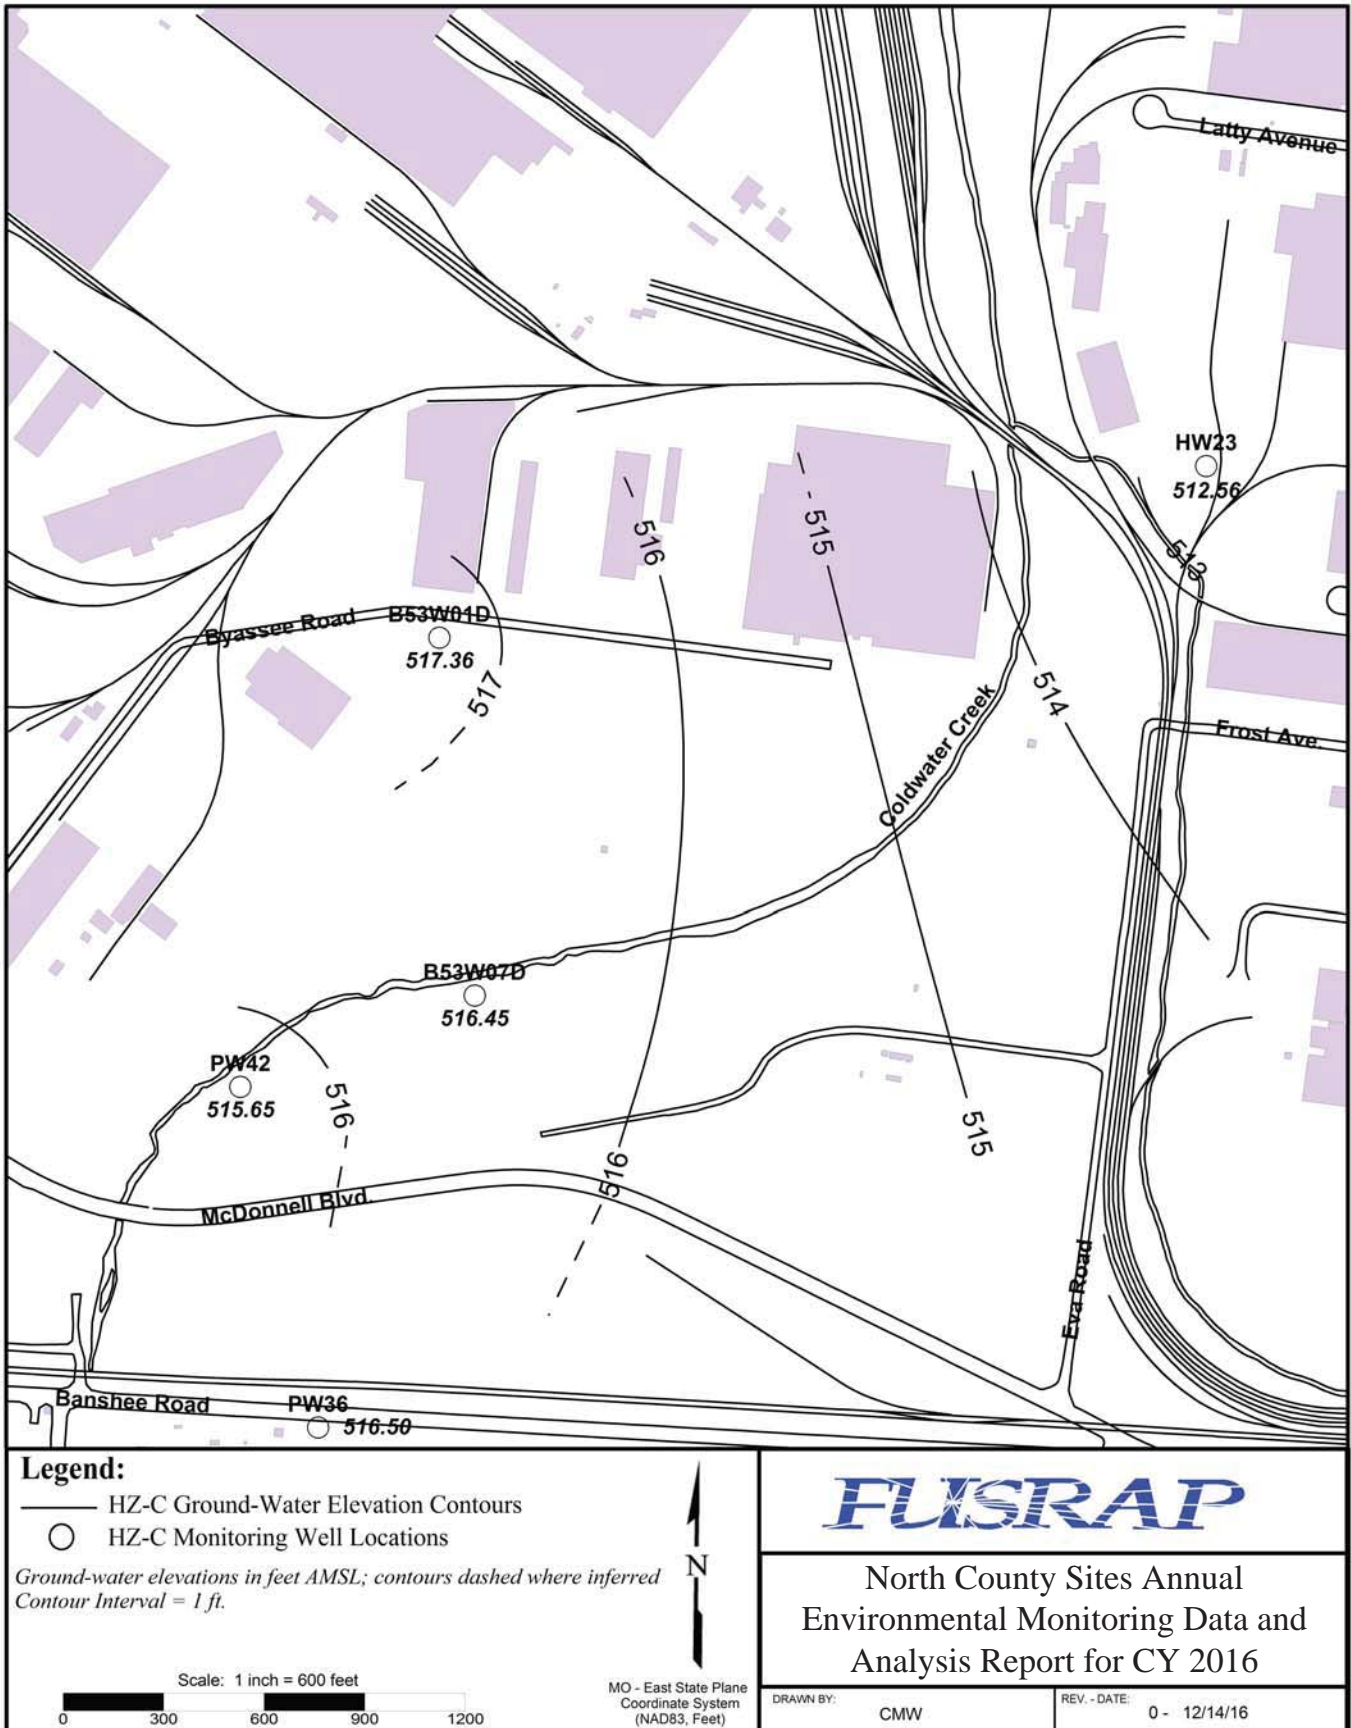 Latty Avenue
HW23
512.56
516
515
513
Byassee Road
B53W01D
517.36
517
514
Frost Ave.
Coldwater Creek
B53W07D
516.45
PW42
515.65
516
515
516
McDonnell Blvd.
Eva Road
Banshee Road
PW36
516.50
Legend:
HZ-C Ground-Water Elevation Contours
HZ-C Monitoring Well Locations
Ground-water elevations in feet AMSL; contours dashed where inferred
Contour Interval = 1 ft.
N
Scale: 1 inch = 600 feet
0 300 600 900 1200
MO - East State Plane
Coordinate System
(NAD83, Feet)
FUSRAP
North County Sites Annual
Environmental Monitoring Data and
Analysis Report for CY 2016
DRAWN BY:
CMW
REV. - DATE:
0 - 12/14/16